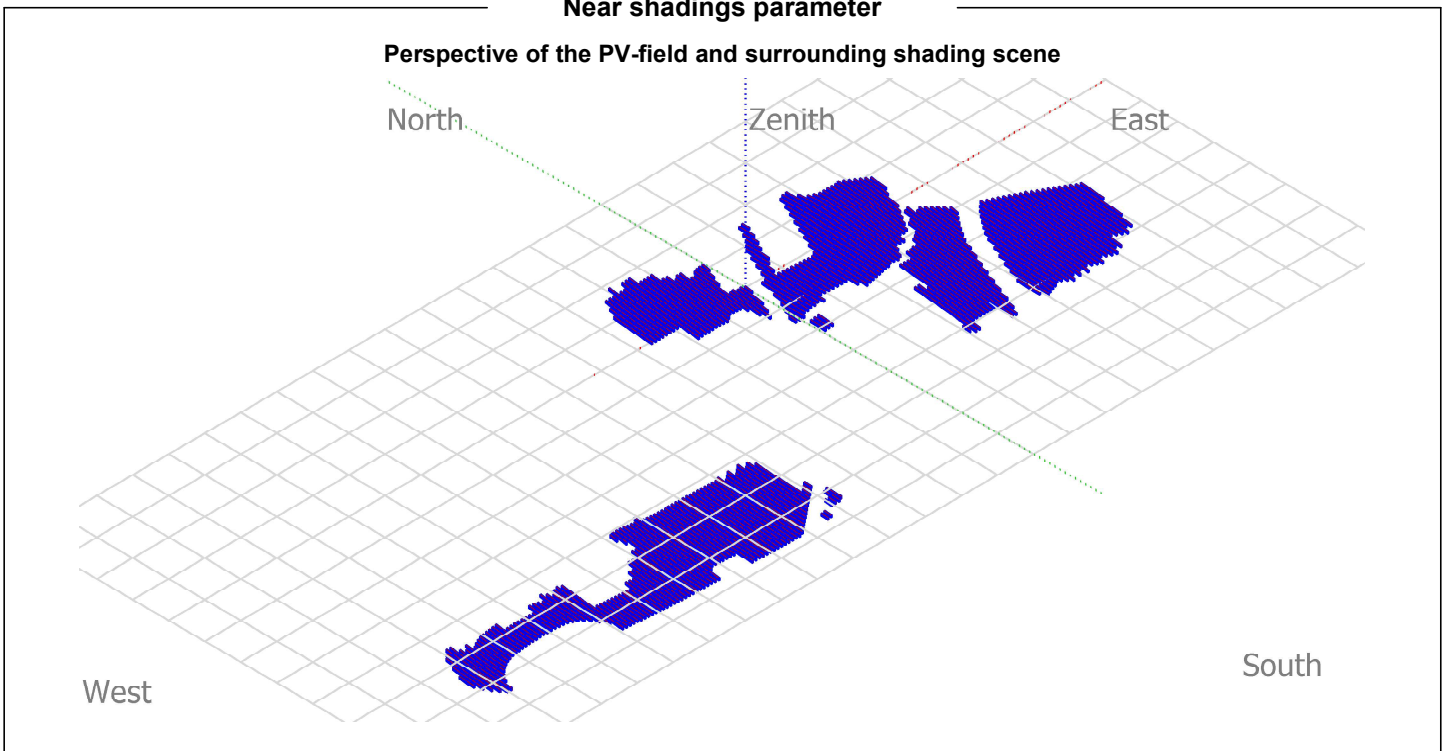 Near shadings parameter
Perspective of the PV-field and surrounding shading scene
North
Zenith
East
West
South